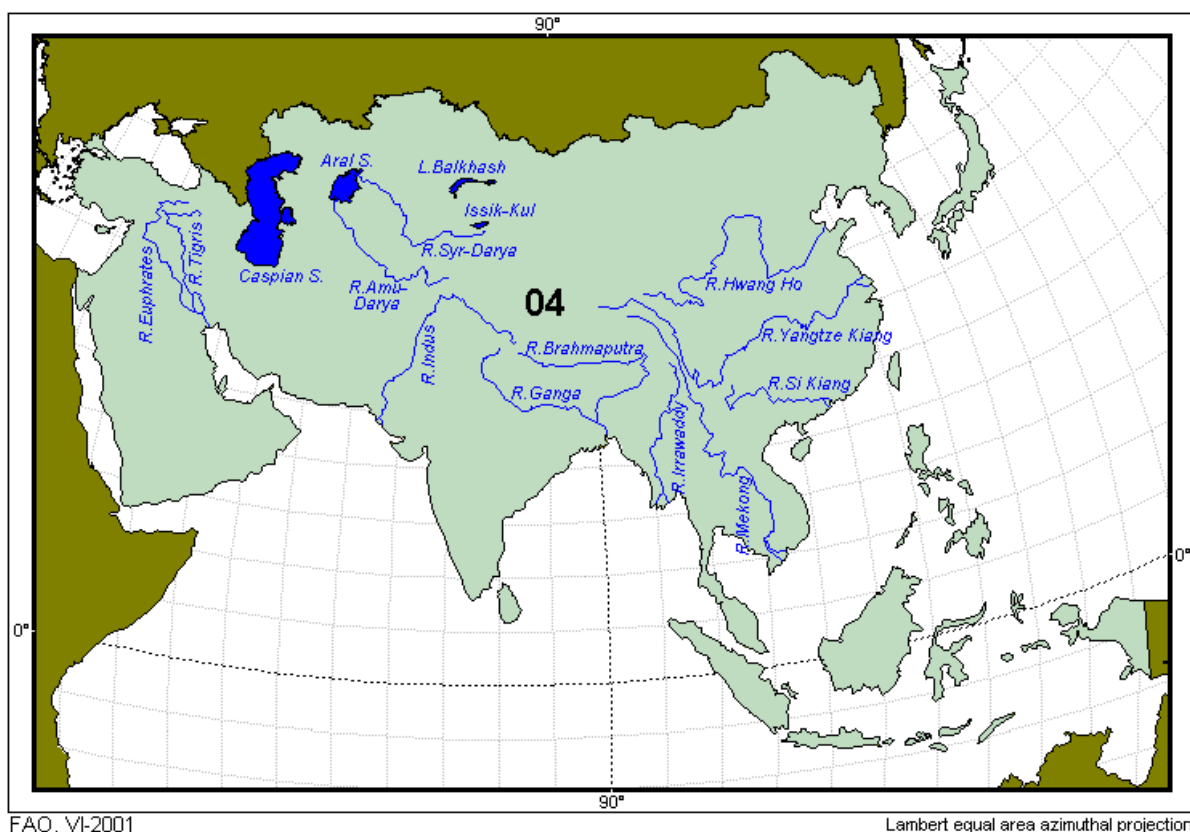 90°
Aral S.
L.Balkhash
Issik-Kul
R.Syr-Darya
R.Tigris
R.Euphrates
Caspian S.
R.Amu-
Darya
R.Hwang Ho
04
R.Indus
R.Yangtze Kiang
R.Brahmaputra
R.Ganga
R.Si Kiang
R.Irrawaddy
R.Mekong
0°
0°
90°
FAO, VI-2001
Lambert equal area azimuthal projection